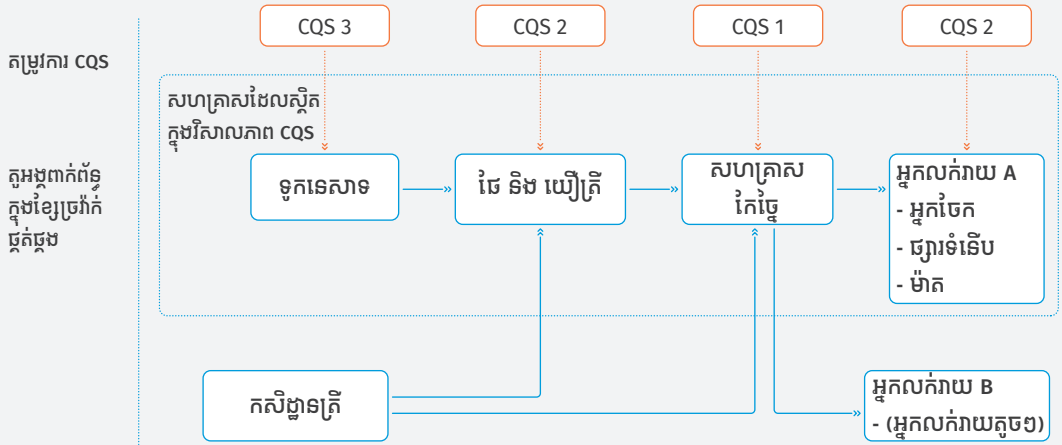 CQS 3
CQS 2
CQS 1
CQS 2
តម្រូវការ CQS
សហគ្រាសដែលស្ថិត
ក្នុងវិសាលភាព CQS
តួអង្គពាក់ព័ន្ធ
ក្នុងខ្សែច្រវ៉ាក់
ផ្គត់ផ្គង
ទូកនេសាទ
ផែ និង យឿត្រី
សហគ្រាស
កែច្នៃ
អ្នកលក់រាយ A
- អ្នកចែក
- ផ្សារទំនើប
- ម៉ាត
កសិដ្ឋានត្រី
អ្នកលក់រាយ B
- (អ្នកលក់រាយតូចៗ)